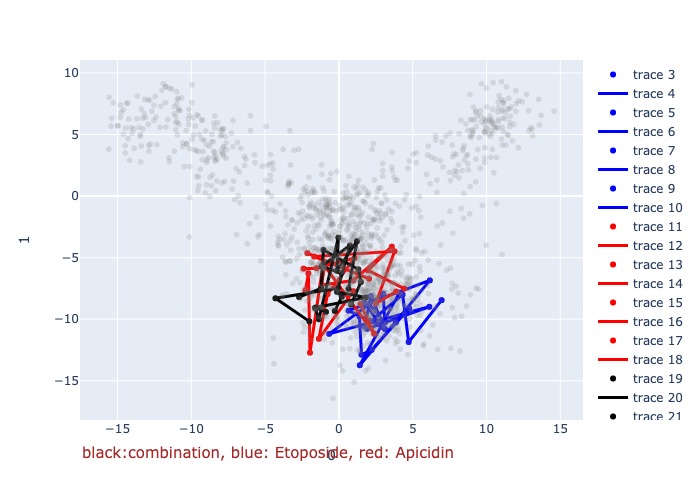 10
5
0
−5
−10
−15
1
−15
−10
−5
0
5
10
15
0
black:combination, blue: Etoposide, red: Apicidin
trace 3
trace 4
trace 5
trace 6
trace 7
trace 8
trace 9
trace 10
trace 11
trace 12
trace 13
trace 14
trace 15
trace 16
trace 17
trace 18
trace 19
trace 20
trace 21